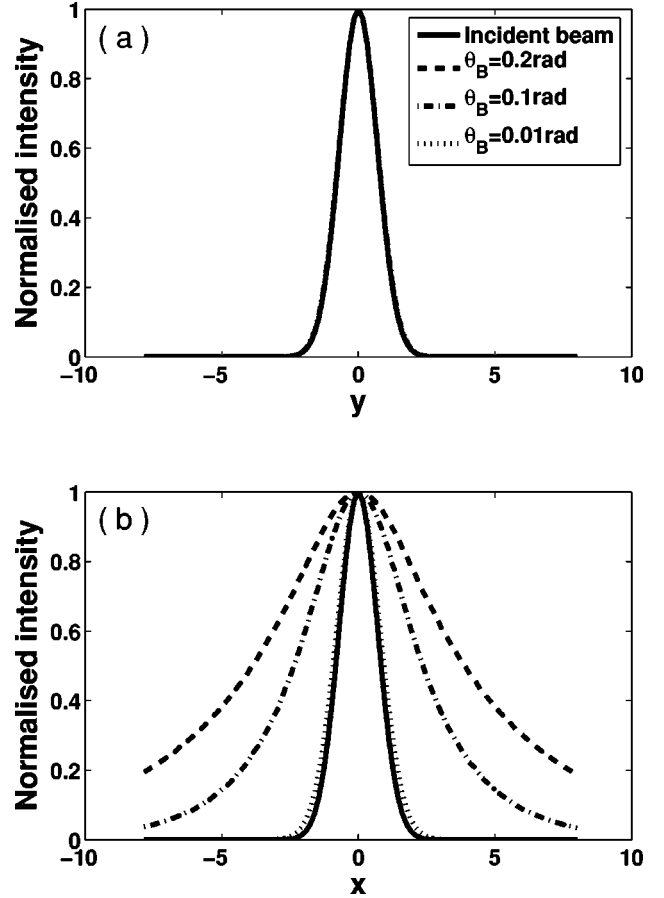 (a)
Normalised intensity
1
0.8
0.6
0.4
0.2
0
−10
−5
0
5
10
y
Incident beam
θB=0.2rad
θB=0.1rad
θB=0.01rad
(b)
Normalised intensity
1
0.8
0.6
0.4
0.2
0
−10
−5
0
5
10
x